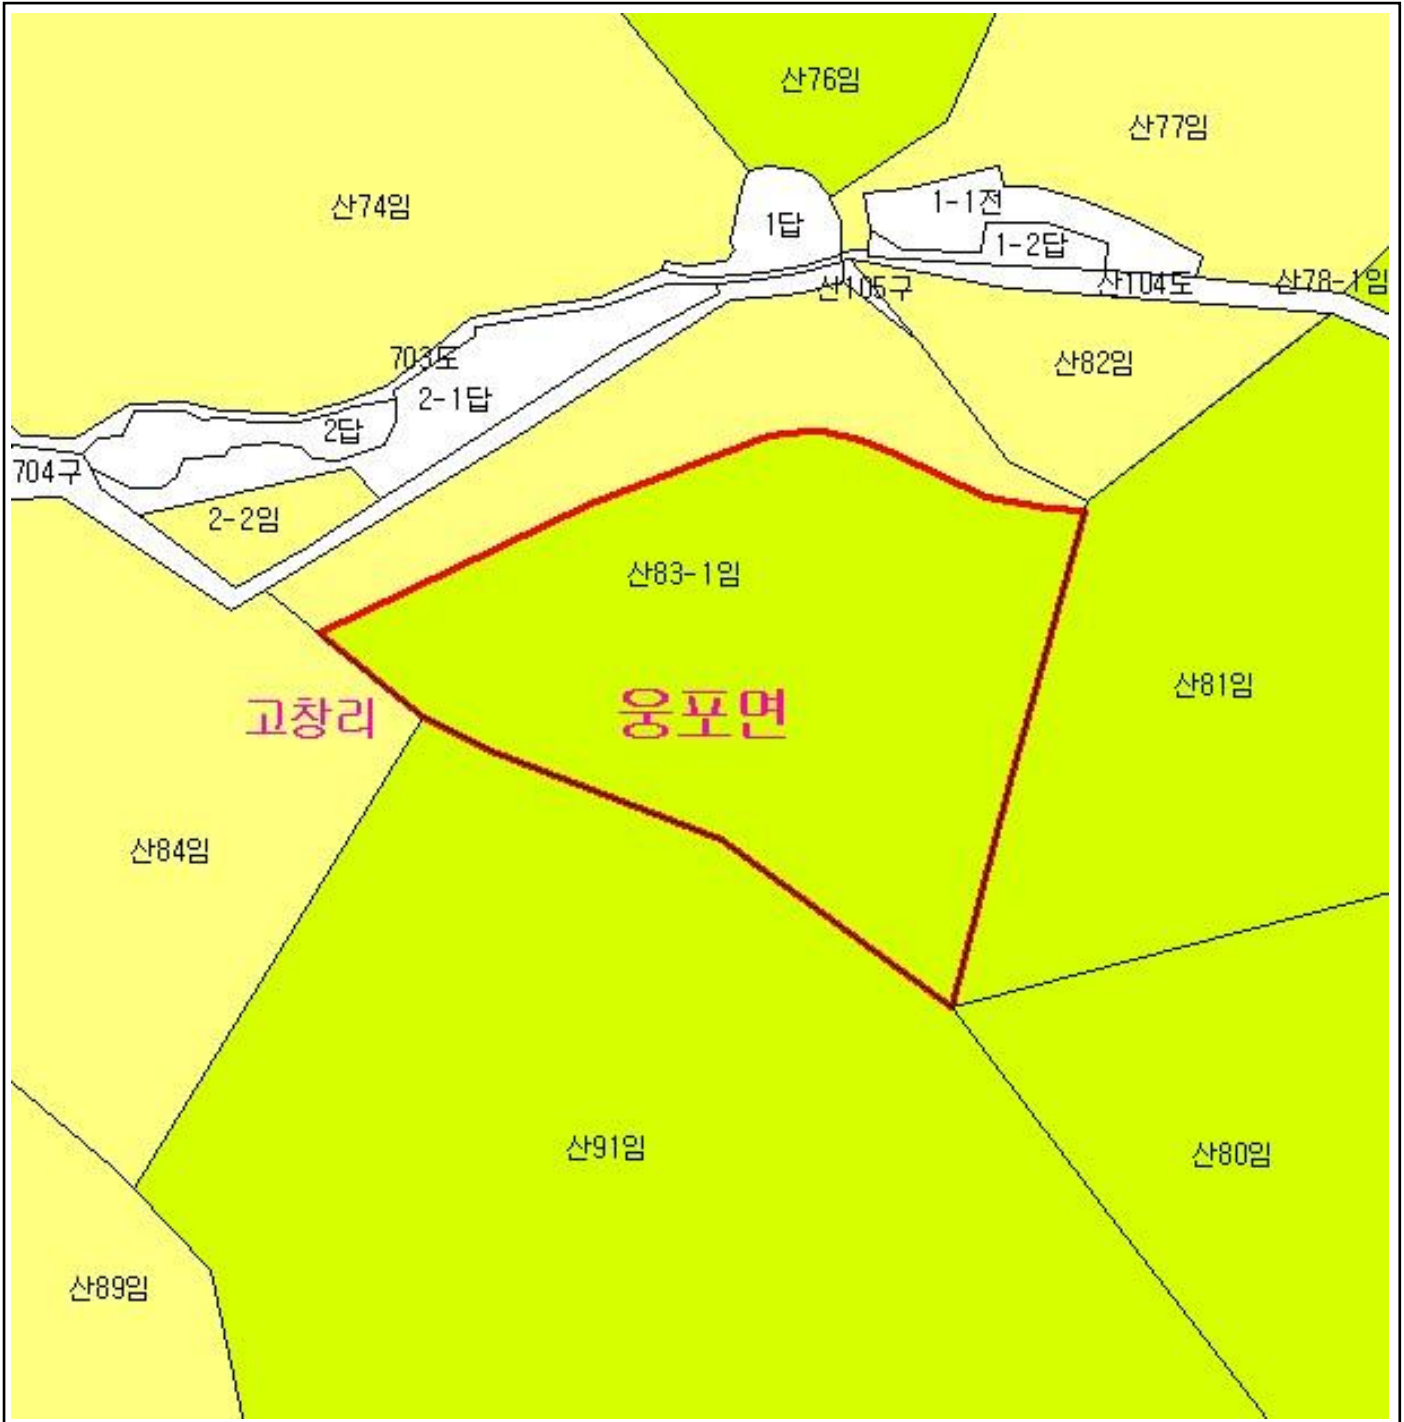 산76임
산77임
산74임
1-1전
1답
1-2답
산105구
산104도
산78-1임
703도
산82임
2-1답
2답
704구
2-2임
산83-1임
산81임
고창리
웅포면
산84임
산91임
산80임
산89임